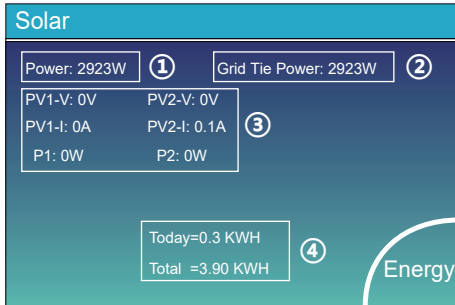 Solar
Power: 2923W ① Grid Tie Power: 2923W ②
PV1-V: 0V PV2-V: 0V
PV1-I: 0A PV2-I: 0.1A ③
P1: 0W P2: 0W
Today=0.3 KWH
④
Total =3.90 KWH
Energy